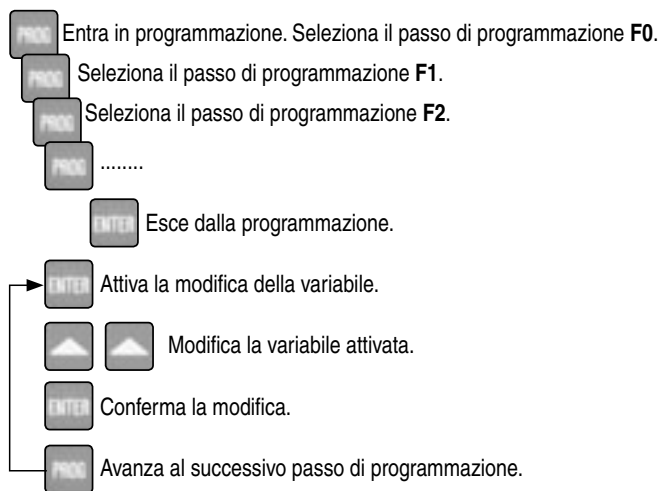 PROG Entra in programmazione. Seleziona il passo di programmazione F0.
PROG Seleziona il passo di programmazione F1.
PROG Seleziona il passo di programmazione F2.
PROG ........
ENTER Esce dalla programmazione.
ENTER Attiva la modifica della variabile.
Modifica la variabile attivata.
ENTER Conferma la modifica.
PROG Avanza al successivo passo di programmazione.